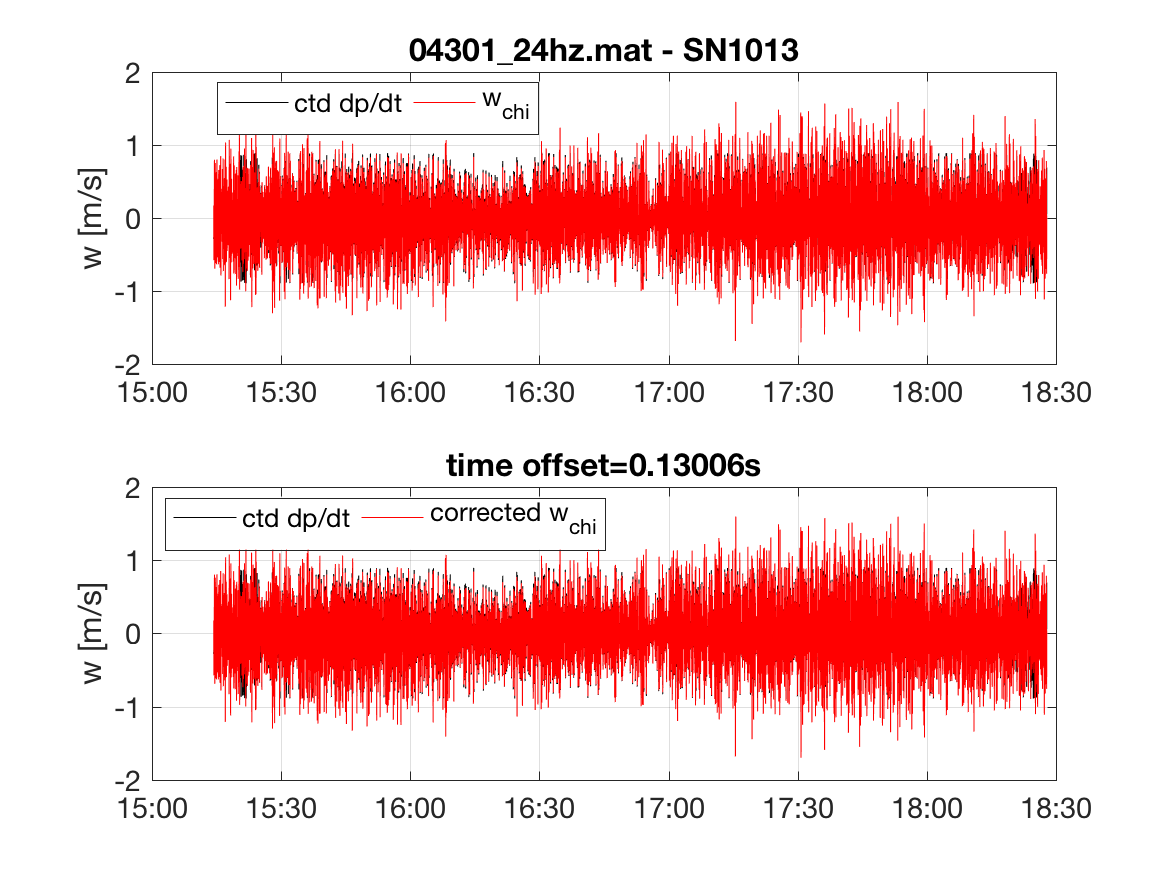 04301_24hz.mat - SN1013
ctd dp/dt w_chi
2
1
0
-1
-2
w [m/s]
15:00 15:30 16:00 16:30 17:00 17:30 18:00 18:30
time offset=0.13006s
ctd dp/dt corrected w_chi
2
1
0
-1
-2
w [m/s]
15:00 15:30 16:00 16:30 17:00 17:30 18:00 18:30